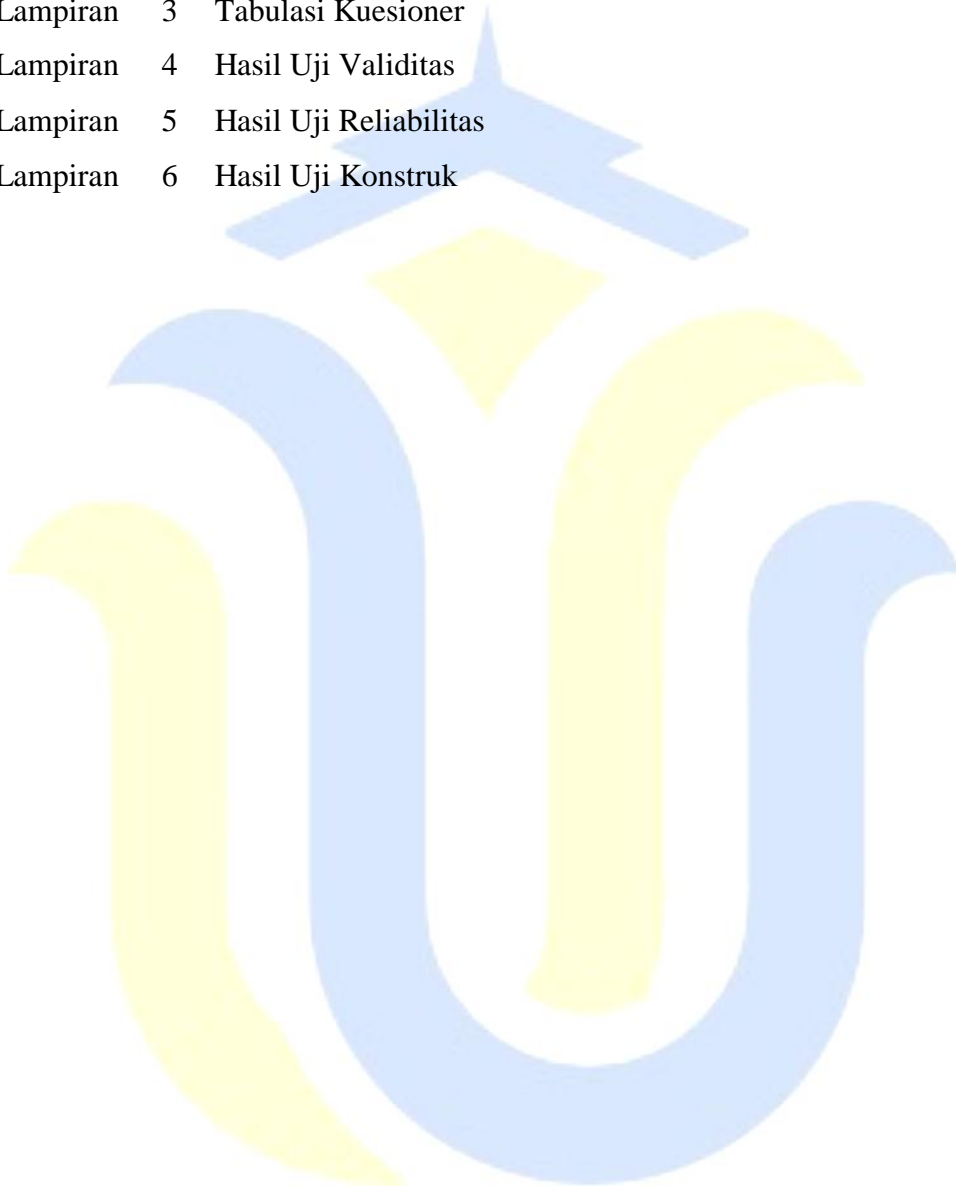 Lampiran 3 Tabulasi Kuesioner
Lampiran 4 Hasil Uji Validitas
Lampiran 5 Hasil Uji Reliabilitas
Lampiran 6 Hasil Uji Konstruk